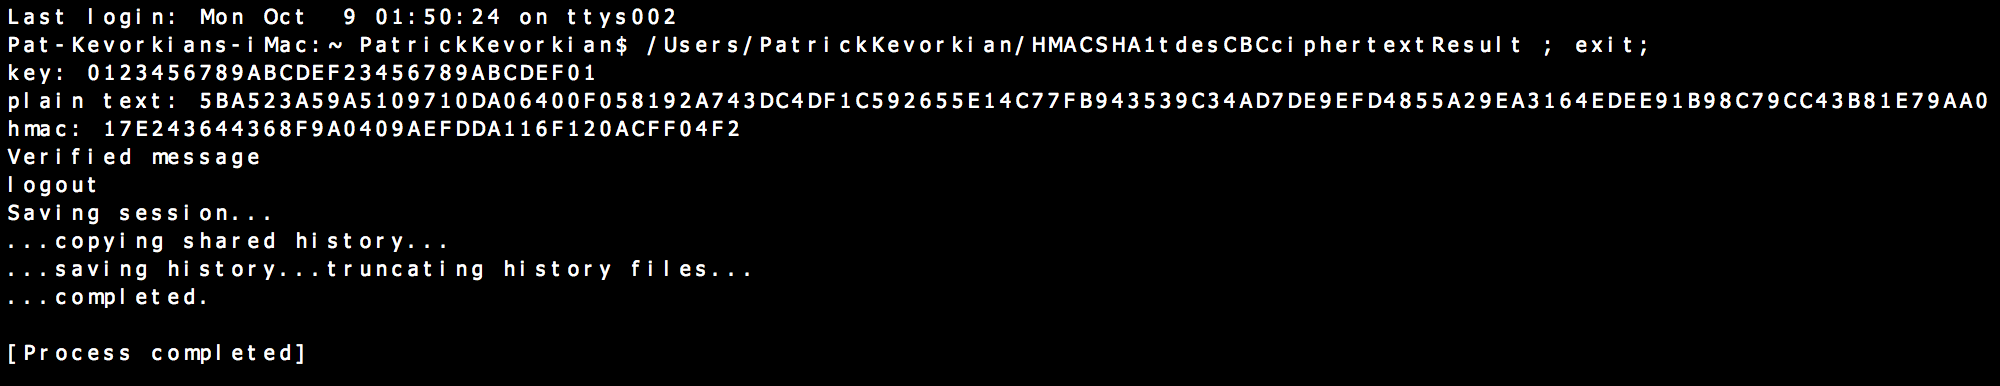 Last login: Mon Oct  9 01:50:24 on ttys002
Pat-Kevorkians-iMac:~ PatrickKevorkian$ /Users/PatrickKevorkian/HMACSHA1tdesCBCciphertextResult ; exit;
key: 0123456789ABCDEF23456789ABCDEF01
plain text: 5BA523A59A5109710DA06400F058192A743DC4DF1C592655E14C77FB943539C34AD7DE9EFD4855A29EA3164EDEE91B98C79CC43B81E79AA0
hmac: 17E243644368F9A0409AEFDDA116F120ACFF04F2
Verified message
logout
Saving session...
...copying shared history...
...saving history...truncating history files...
...completed.
[Process completed]